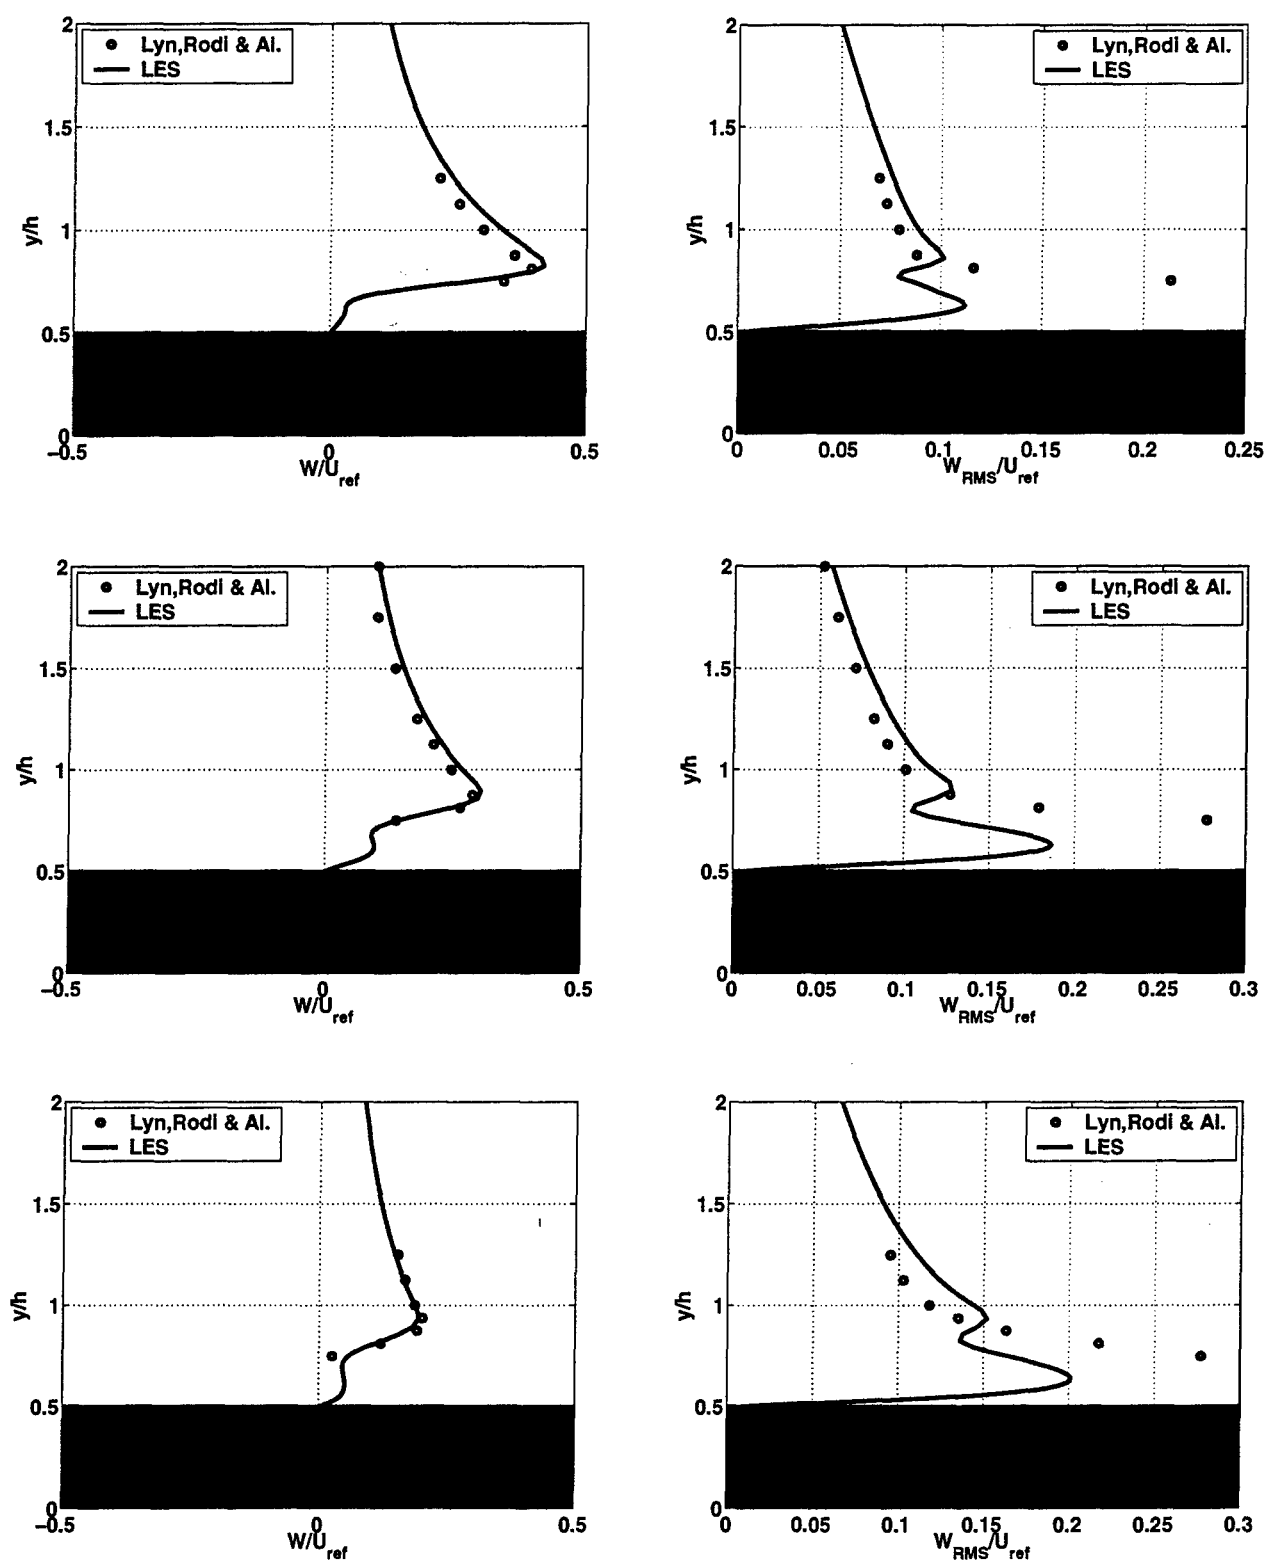 2
Lyn,Rodi & Al.
LES
1.5
1
0.5
0
y/h
−0.5 0 0.5
W/U_ref
2
Lyn,Rodi & Al.
LES
1.5
1
0.5
0
y/h
0 0.05 0.1 0.15 0.2 0.25
W_RMS/U_ref
2
Lyn,Rodi & Al.
LES
1.5
1
0.5
0
y/h
−0.5 0 0.5
W/U_ref
2
Lyn,Rodi & Al.
LES
1.5
1
0.5
0
y/h
0 0.05 0.1 0.15 0.2 0.25 0.3
W_RMS/U_ref
2
Lyn,Rodi & Al.
LES
1.5
1
0.5
0
y/h
−0.5 0 0.5
W/U_ref
2
Lyn,Rodi & Al.
LES
1.5
1
0.5
0
y/h
0 0.05 0.1 0.15 0.2 0.25 0.3
W_RMS/U_ref